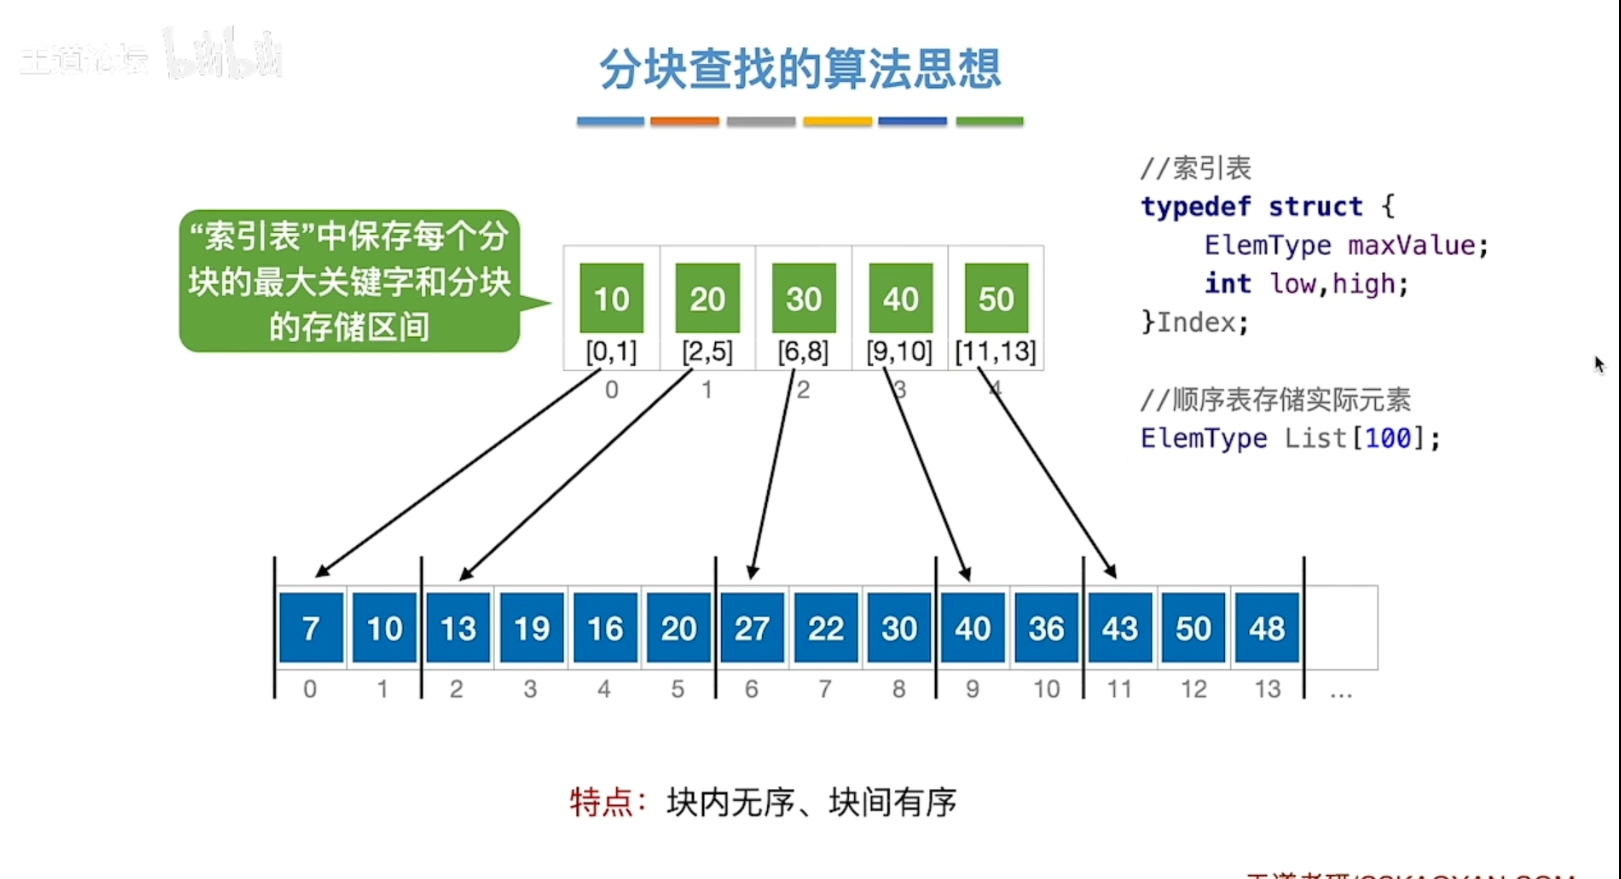 王道论坛 bilibili
分块查找的算法思想
//索引表
typedef struct {
ElemType maxValue;
int low,high;
}Index;
//顺序表存储实际元素
ElemType List[100];
“索引表”中保存每个分
块的最大关键字和分块
的存储区间
10 20 30 40 50
[0,1] [2,5] [6,8] [9,10] [11,13]
0 1 2 3 4
7 10 13 19 16 20 27 22 30 40 36 43 50 48
0 1 2 3 4 5 6 7 8 9 10 11 12 13 ...
特点：块内无序、块间有序
王道考研/CSKAOYAN.COM